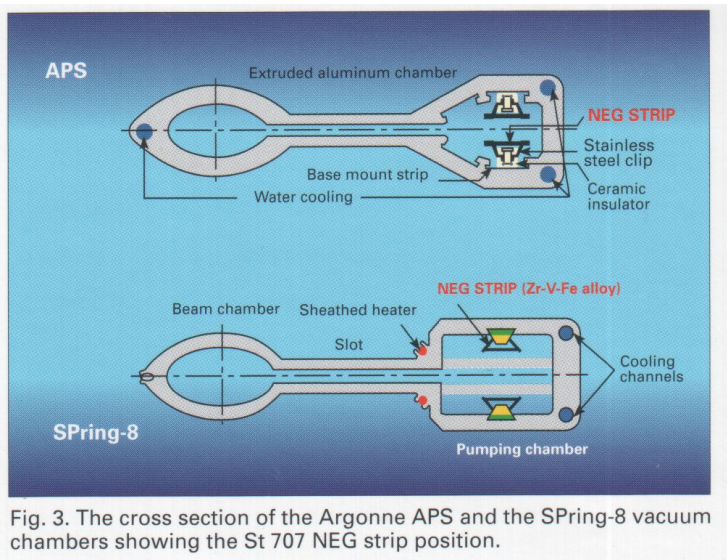 APS
Extruded aluminum chamber
NEG STRIP
Stainless
steel clip
Base mount strip
Ceramic
insulator
Water cooling
NEG STRIP (Zr-V-Fe alloy)
Beam chamber
Sheathed heater
Slot
Cooling
channels
SPring-8
Pumping chamber
Fig. 3. The cross section of the Argonne APS and the SPring-8 vacuum
chambers showing the St 707 NEG strip position.